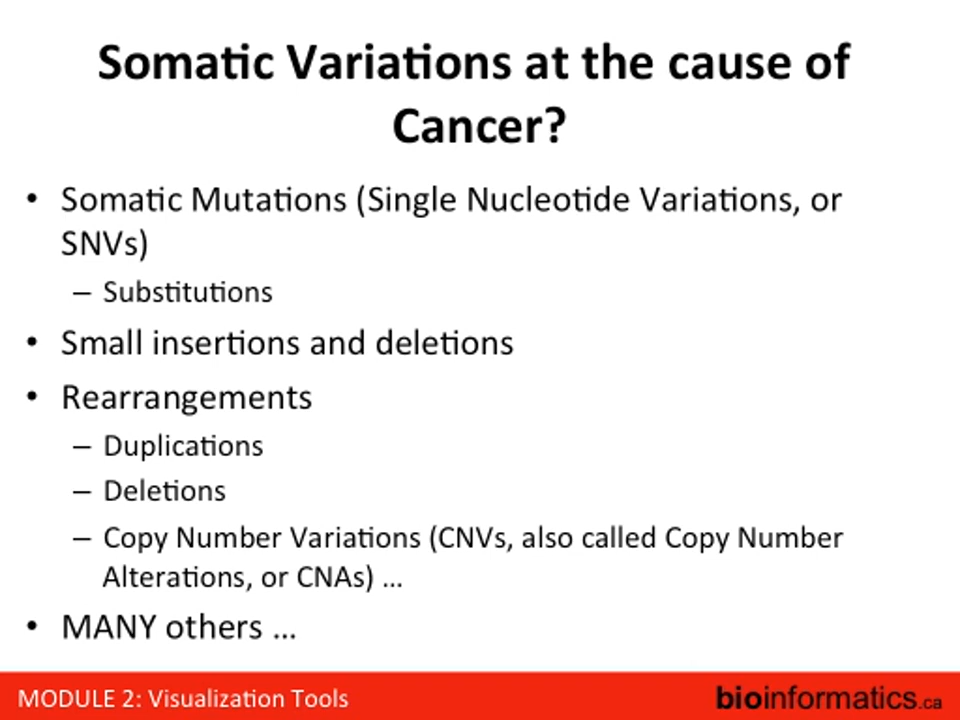 Somatic Variations at the cause of
Cancer?
• Somatic Mutations (Single Nucleotide Variations, or
SNVs)
– Substitutions
• Small insertions and deletions
• Rearrangements
– Duplications
– Deletions
– Copy Number Variations (CNVs, also called Copy Number
Alterations, or CNAs) ...
• MANY others ...
MODULE 2: Visualization Tools
bioinformatics.ca